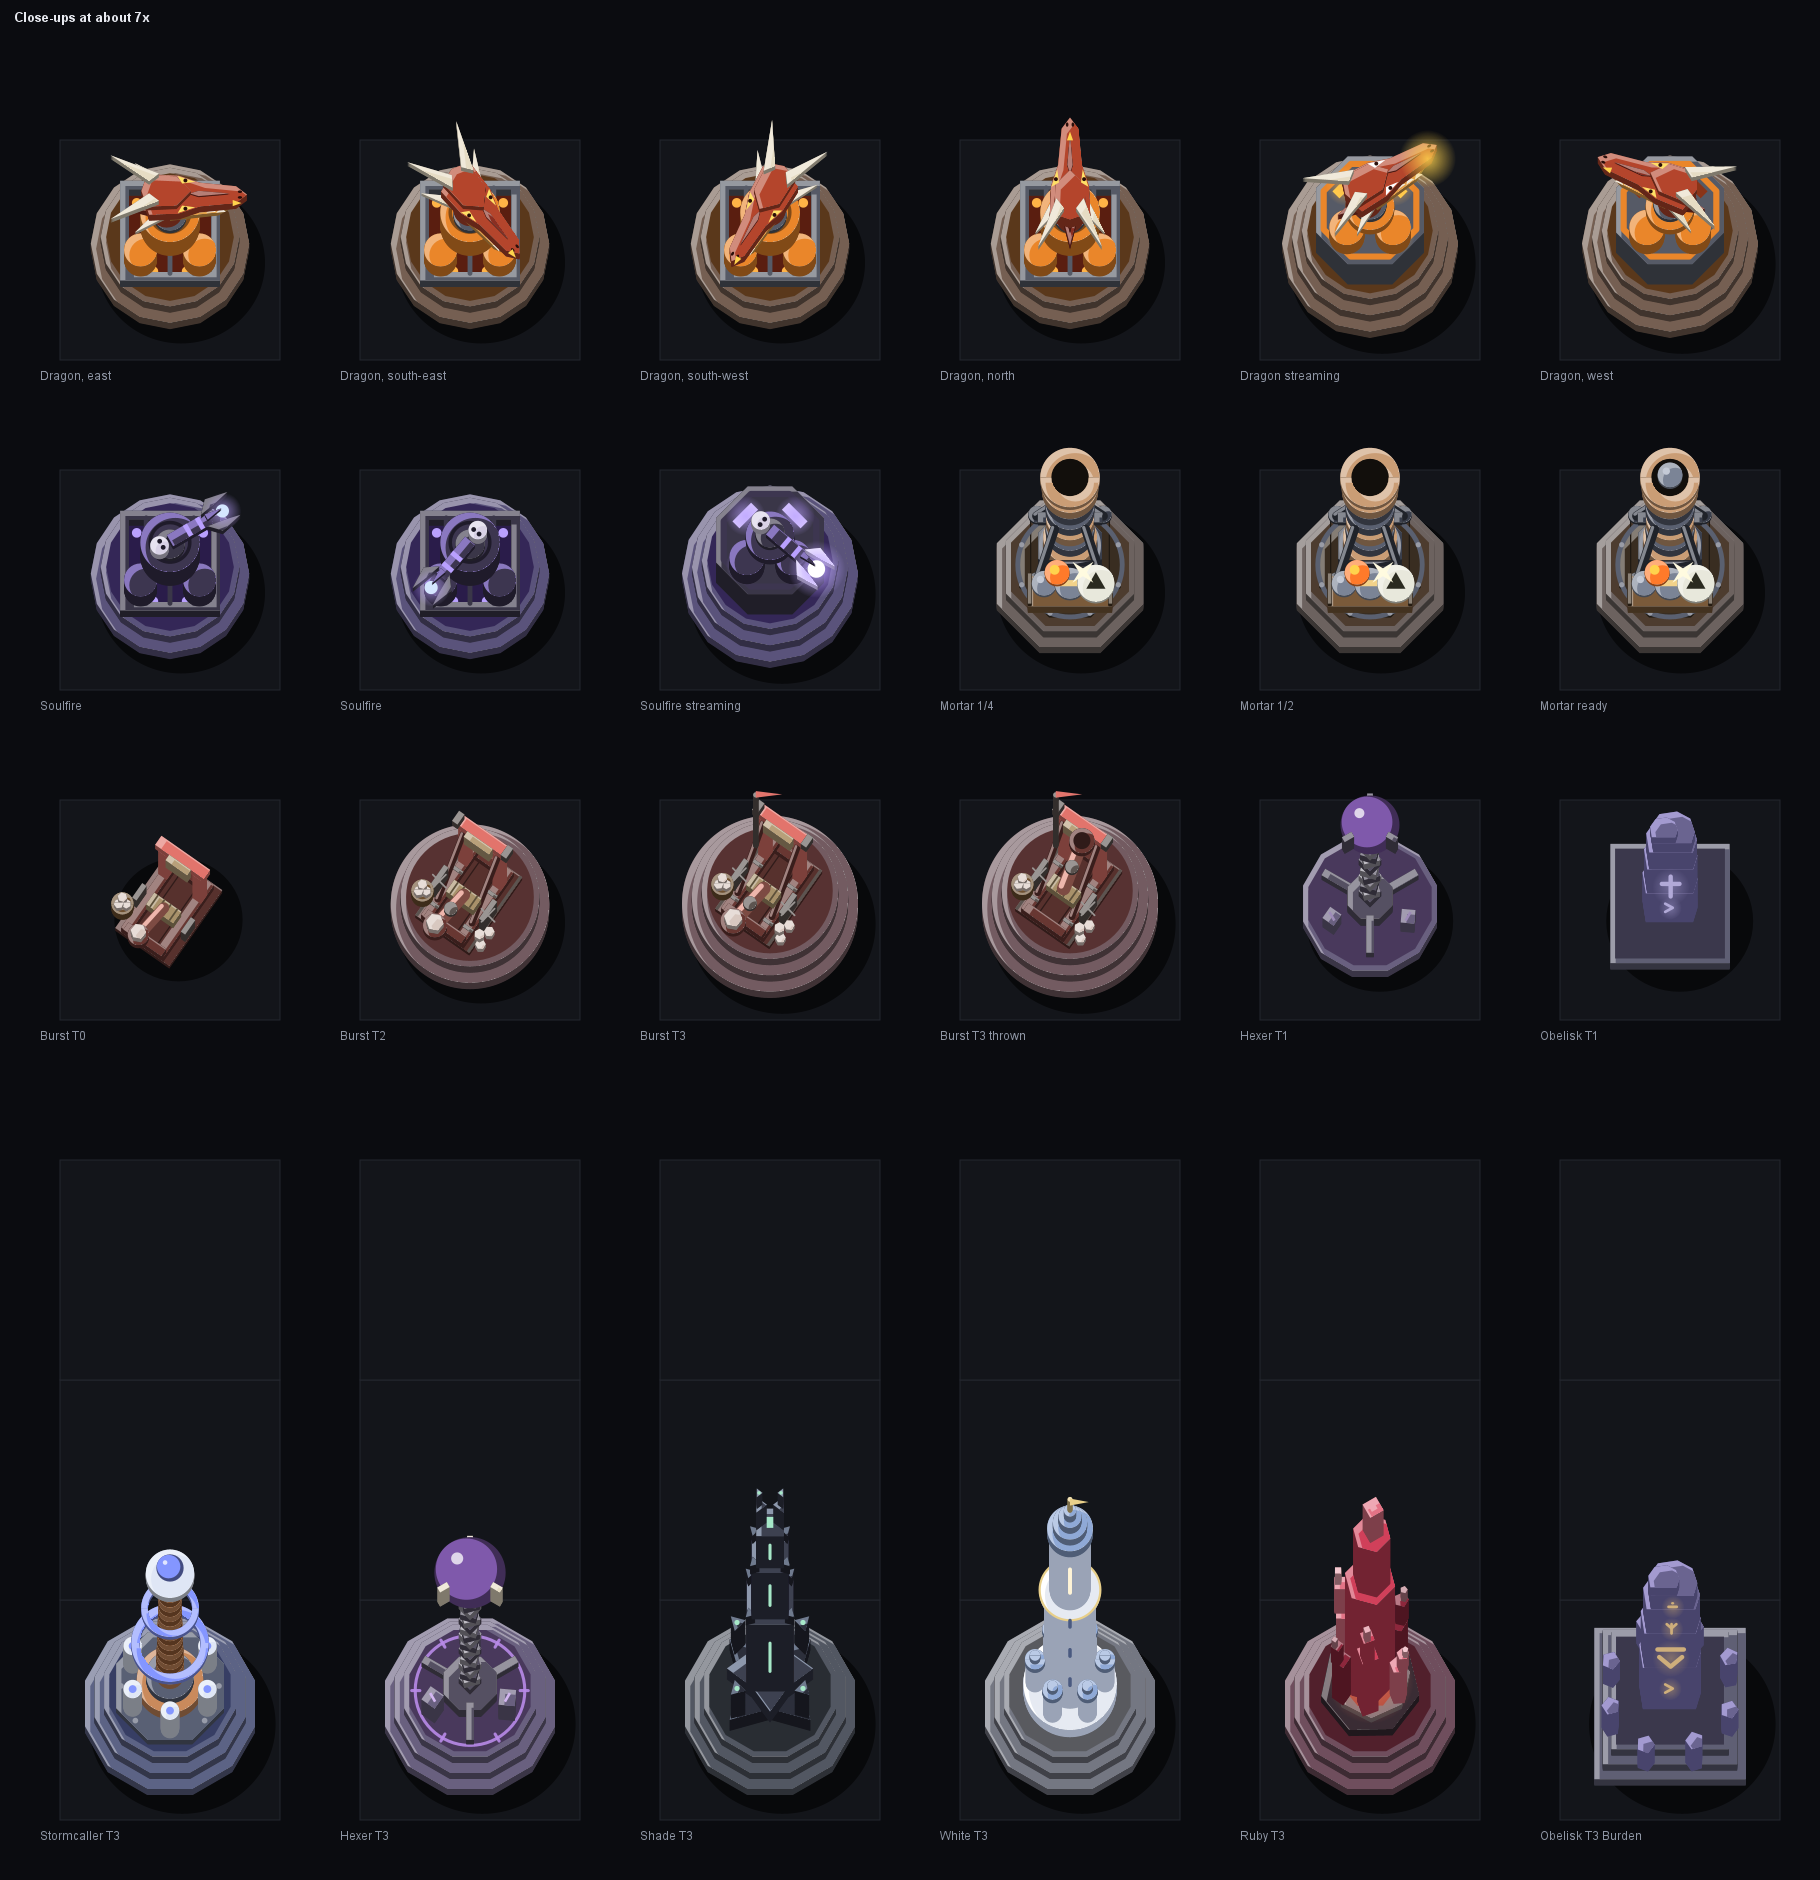 Close-ups at about 7x
Dragon, east
Dragon, south-east
Dragon, south-west
Dragon, north
Dragon streaming
Dragon, west
Soulfire
Soulfire
Soulfire streaming
Mortar 1/4
Mortar 1/2
Mortar ready
Burst T0
Burst T2
Burst T3
Burst T3 thrown
Hexer T1
Obelisk T1
Stormcaller T3
Hexer T3
Shade T3
White T3
Ruby T3
Obelisk T3 Burden